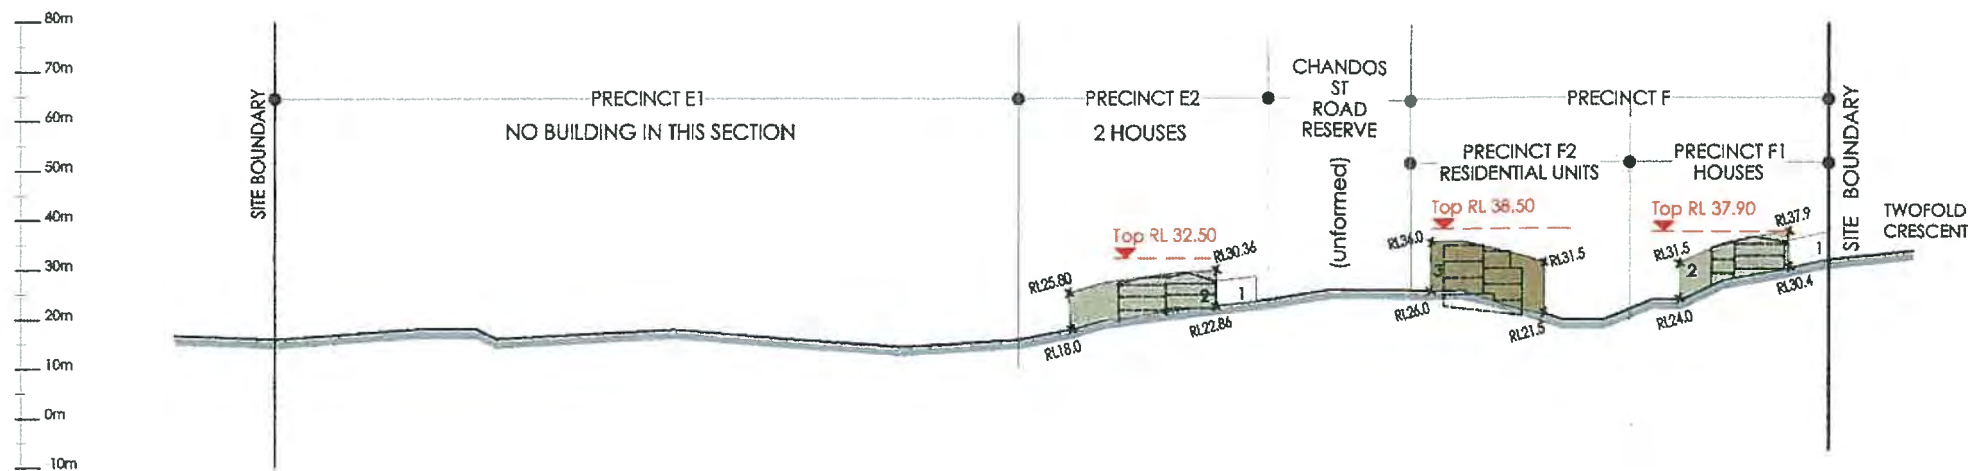 80m
70m
60m
50m
40m
30m
20m
10m
0m
10m
SITE BOUNDARY
PRECINCT E1
NO BUILDING IN THIS SECTION
PRECINCT E2
2 HOUSES
CHANDOS
ST
ROAD
RESERVE
(unformed)
PRECINCT F
PRECINCT F2
RESIDENTIAL UNITS
PRECINCT F1
HOUSES
SITE BOUNDARY
TWOFOLD
CRESCENT
Top RL 32.50
RL25.80
RL30.36
2
1
RL18.0
RL22.86
Top RL 38.50
RL36.0
RL31.5
3
RL26.0
RL21.5
Top RL 37.90
RL37.9
RL31.5
2
1
RL24.0
RL30.4